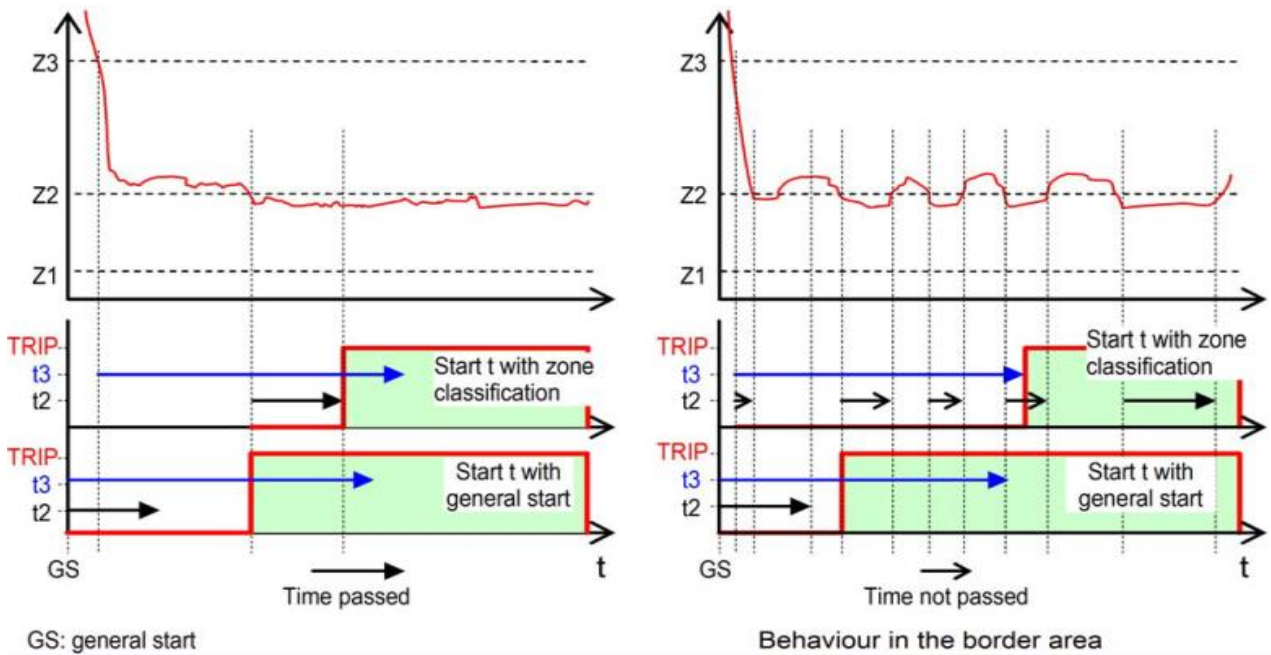 Z3
Z2
Z1
TRIP
t3
t2
Start t with zone
classification
TRIP
t3
t2
Start t with
general start
GS
t
Time passed
GS: general start
Z3
Z2
Z1
TRIP
t3
t2
Start t with zone
classification
TRIP
t3
t2
Start t with
general start
GS
t
Time not passed
Behaviour in the border area